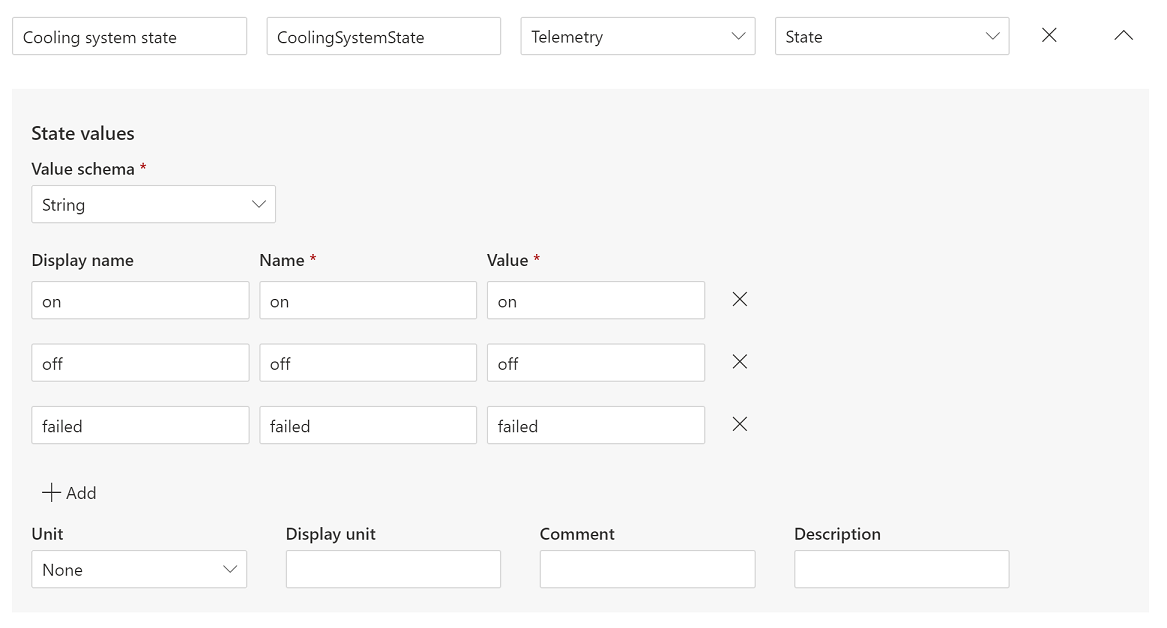 Cooling system state CoolingSystemState Telemetry State
State values
Value schema *
String
Display name Name * Value *
on on on
off off off
failed failed failed
Add
Unit Display unit Comment Description
None